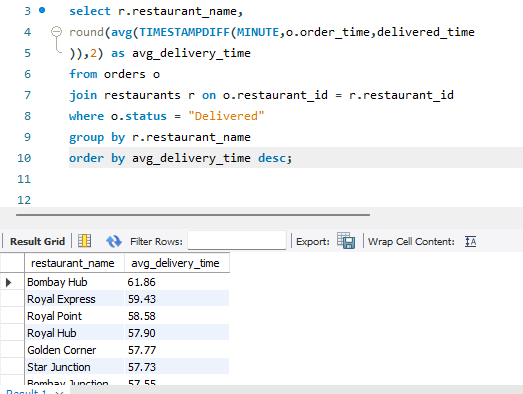 3 select r.restaurant_name,
4 round(avg(TIMESTAMPDIFF(MINUTE,o.order_time,delivered_time
5 )),2) as avg_delivery_time
6 from orders o
7 join restaurants r on o.restaurant_id = r.restaurant_id
8 where o.status = "Delivered"
9 group by r.restaurant_name
10 order by avg_delivery_time desc;
11
12
Result Grid Filter Rows: Export: Wrap Cell Content: IA
restaurant_name avg_delivery_time
Bombay Hub 61.86
Royal Express 59.43
Royal Point 58.58
Royal Hub 57.90
Golden Corner 57.77
Star Junction 57.73
Bombay Junction 57.55
Result 1